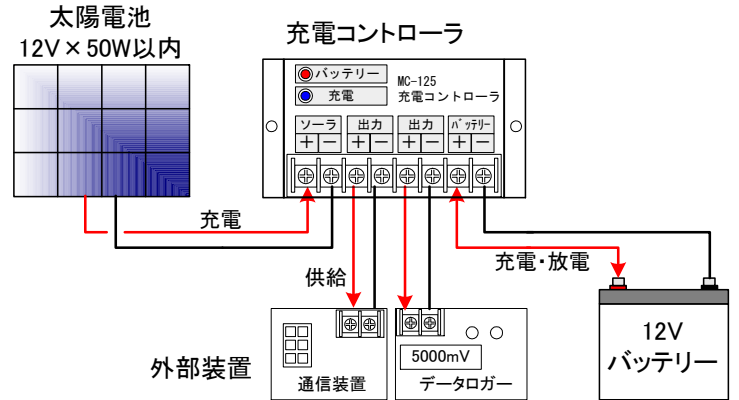 太陽電池
12V×50W以内
充電コントローラ
バッテリー
充電
MC-125
充電コントローラ
ソーラ 出力 出力 バッテリー
+ − + − + − + −
充電
供給
充電・放電
外部装置
通信装置
5000mV
データロガー
12V
バッテリー